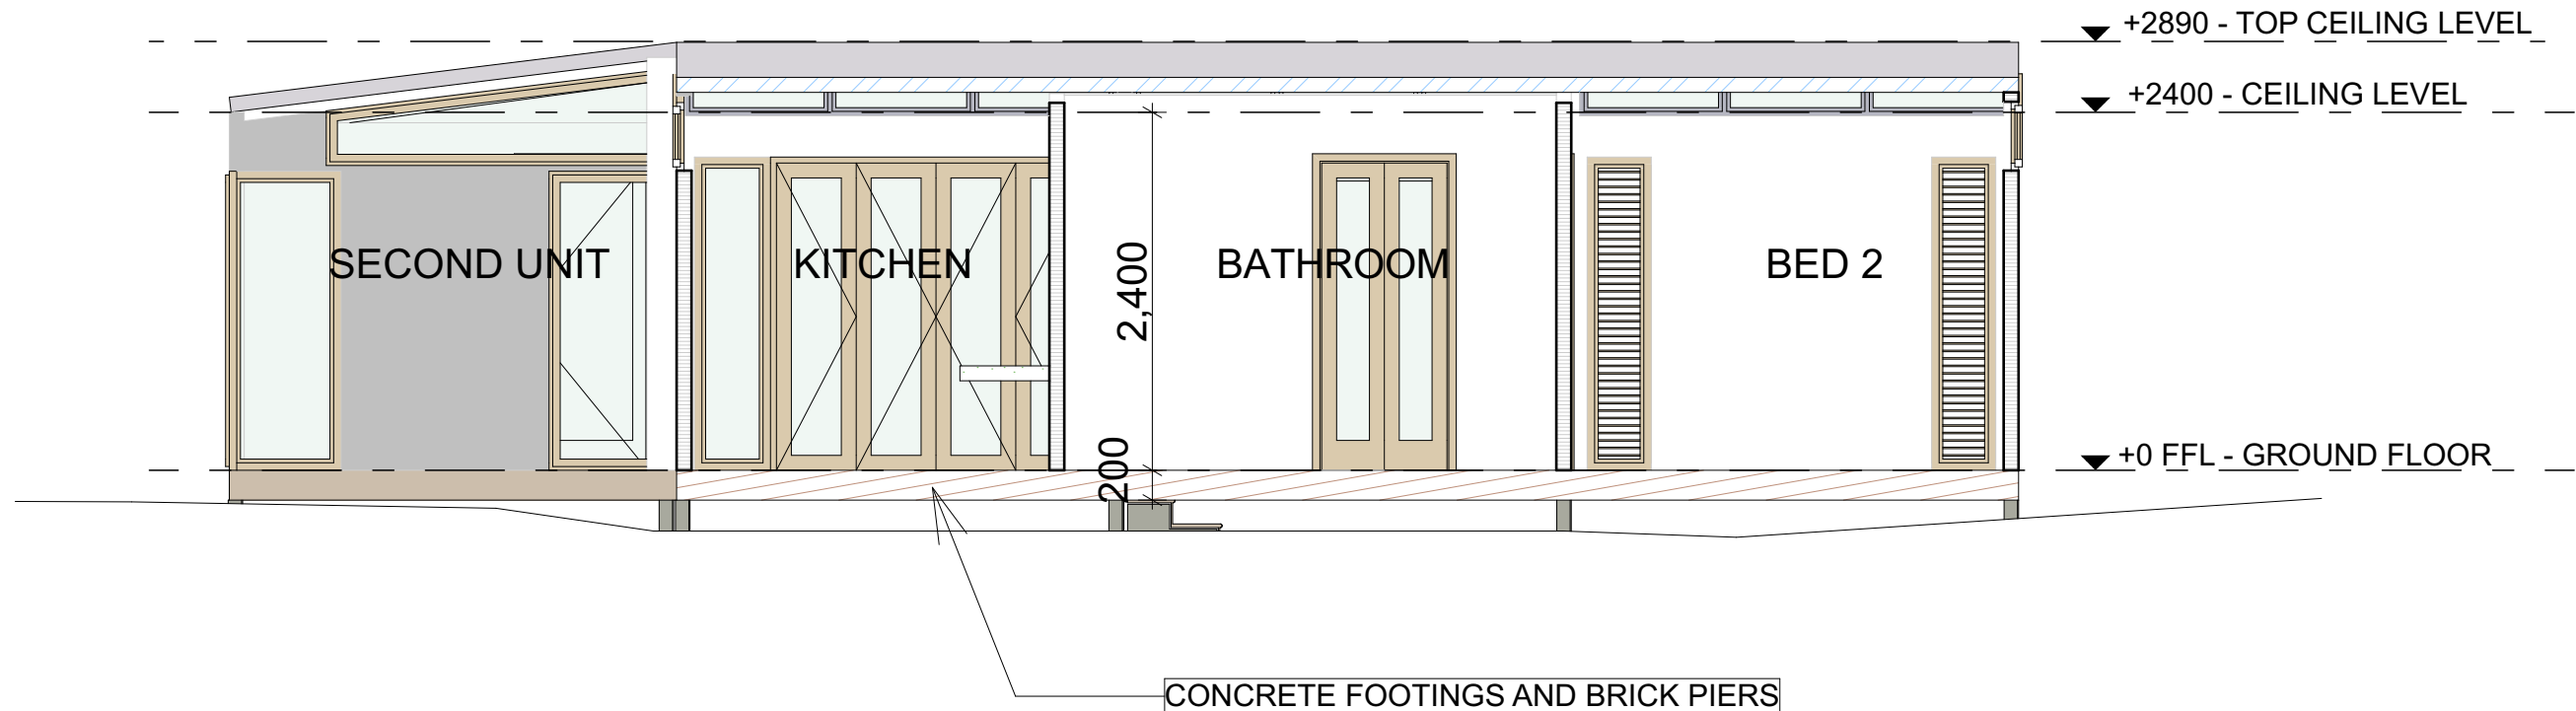 +2890 - TOP CEILING LEVEL
+2400 - CEILING LEVEL
SECOND UNIT
KITCHEN
2,400
BATHROOM
BED 2
200
+0 FFL - GROUND FLOOR
CONCRETE FOOTINGS AND BRICK PIERS